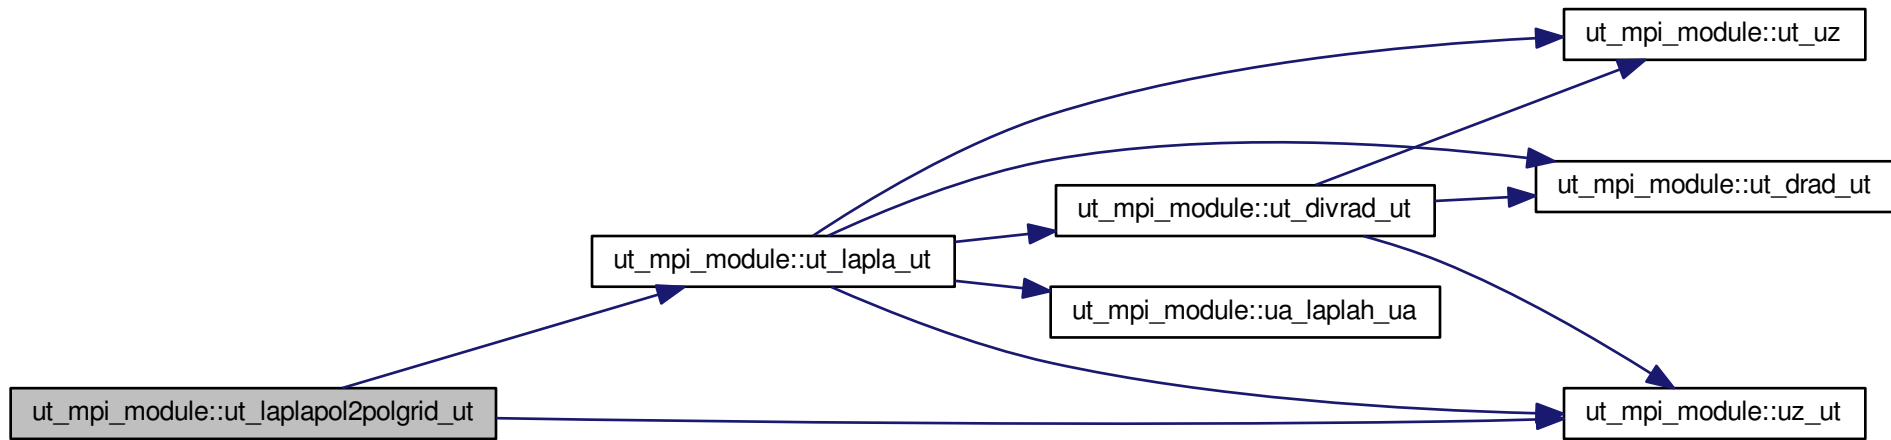 ut_mpi_module::ut_uz
ut_mpi_module::ut_drad_ut
ut_mpi_module::ut_divrad_ut
ut_mpi_module::ut_lapla_ut
ut_mpi_module::ua_laplah_ua
ut_mpi_module::ut_laplapol2polgrid_ut
ut_mpi_module::uz_ut